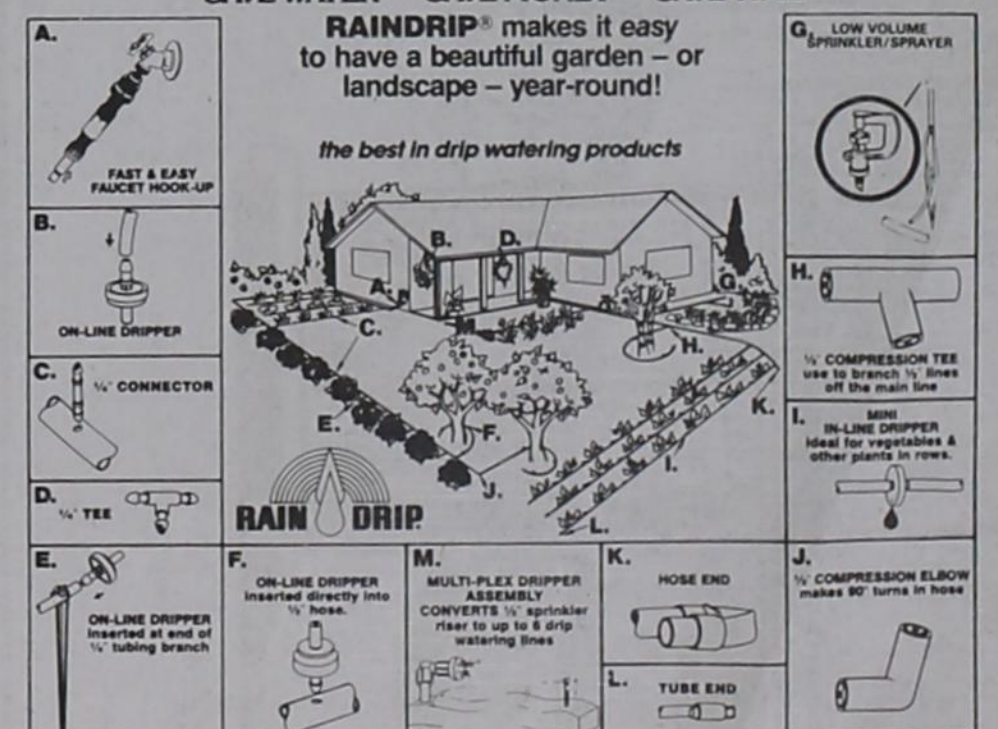 RAINDRIP® makes it easy
to have a beautiful garden – or
landscape – year-round!
the best in drip watering products
A.
FAST & EASY
FAUCET HOOK-UP
B.
ON-LINE DRIPPER
C.
¼" CONNECTOR
D.
¼" TEE
E.
ON-LINE DRIPPER
inserted at end of
¼" tubing branch
B.
D.
A.
G.
C.
M.
H.
E.
F.
K.
I.
J.
L.
RAIN DRIP
F.
ON-LINE DRIPPER
inserted directly into
½" hose.
M.
MULTI-PLEX DRIPPER
ASSEMBLY
CONVERTS ½" sprinkler
riser to up to 6 drip
watering lines
K.
HOSE END
L.
TUBE END
G.
LOW VOLUME
SPRINKLER/SPRAYER
H.
½" COMPRESSION TEE
use to branch ½" lines
off the main line
I.
MINI
IN-LINE DRIPPER
ideal for vegetables &
other plants in rows.
J.
½" COMPRESSION ELBOW
makes 90° turns in hose